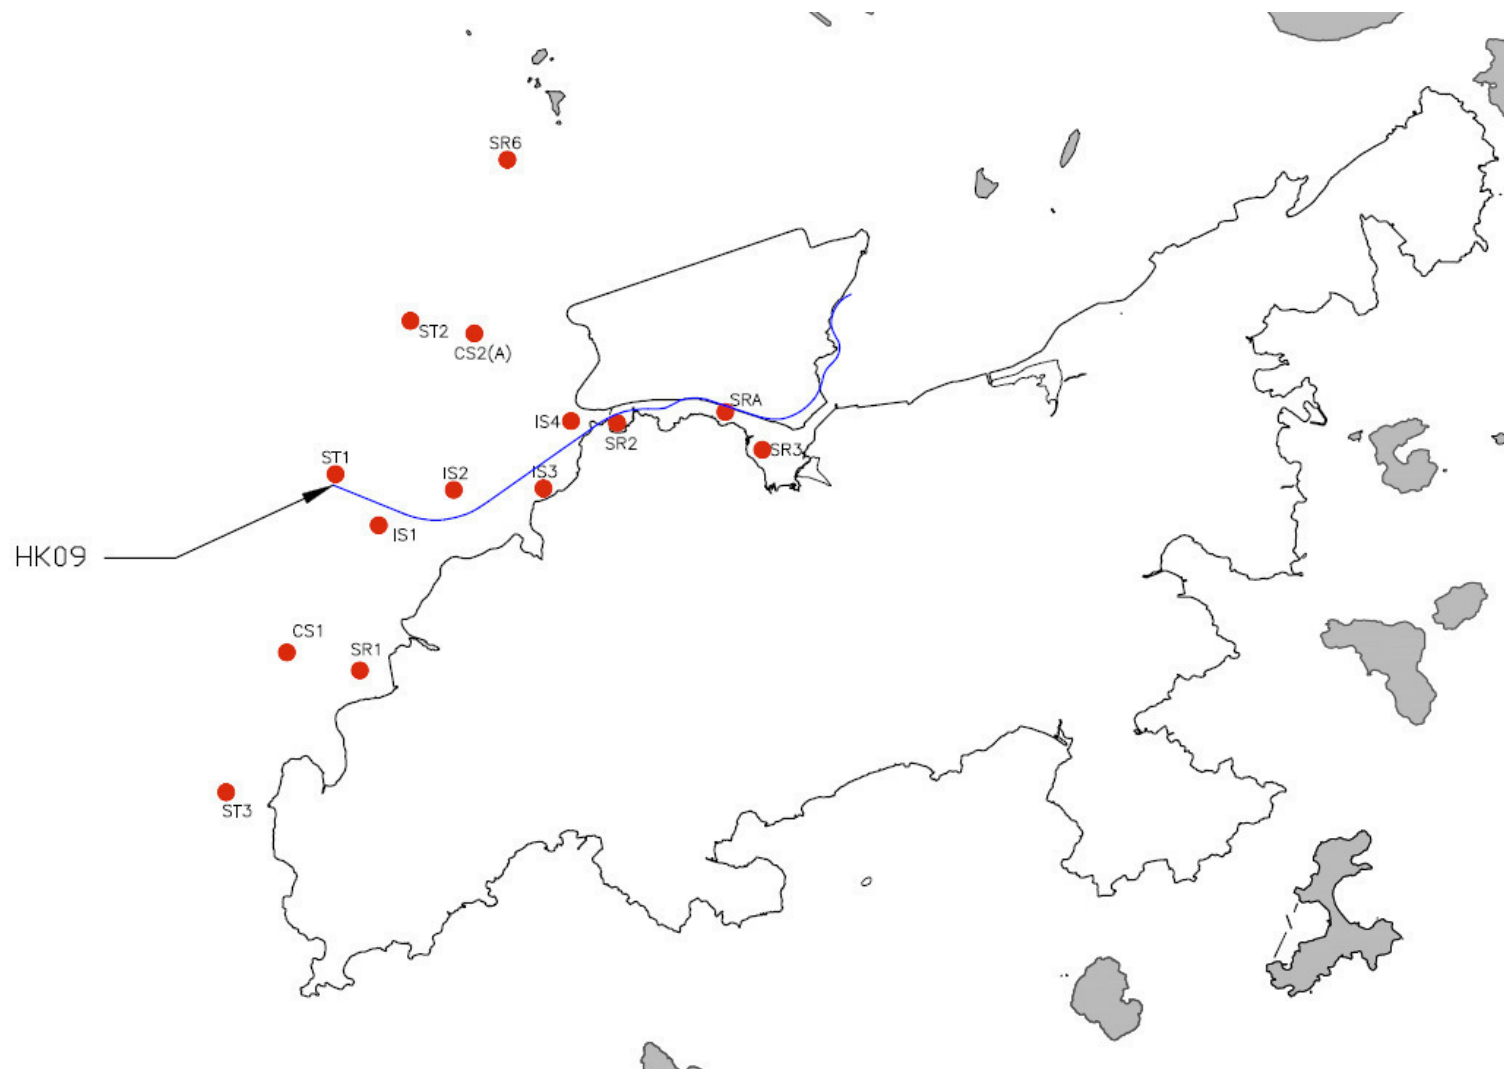 SR6
ST2
CS2(A)
SRA
IS4
SR2
SR3
ST1
IS2
IS3
IS1
HK09
CS1
SR1
ST3